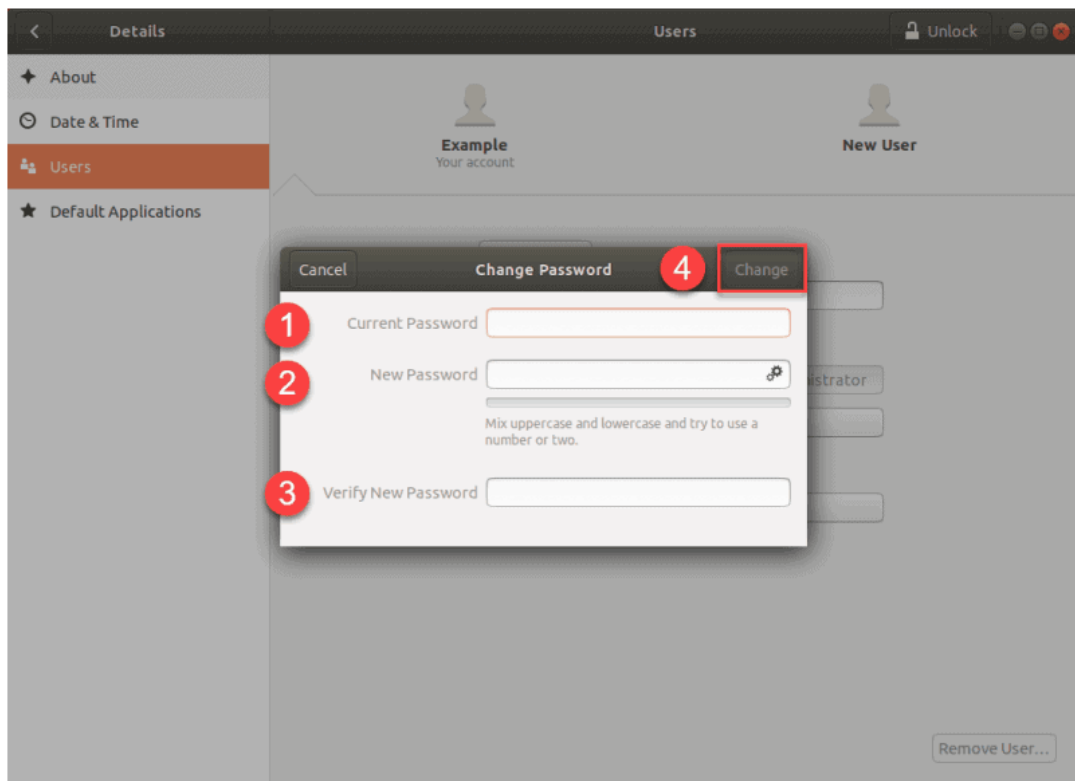 Details
Users
Unlock
About
Date & Time
Users
Default Applications
Example
Your account
New User
Cancel
Change Password
4
Change
1
Current Password
2
New Password
istrator
Mix uppercase and lowercase and try to use a
number or two.
3
Verify New Password
Remove User...